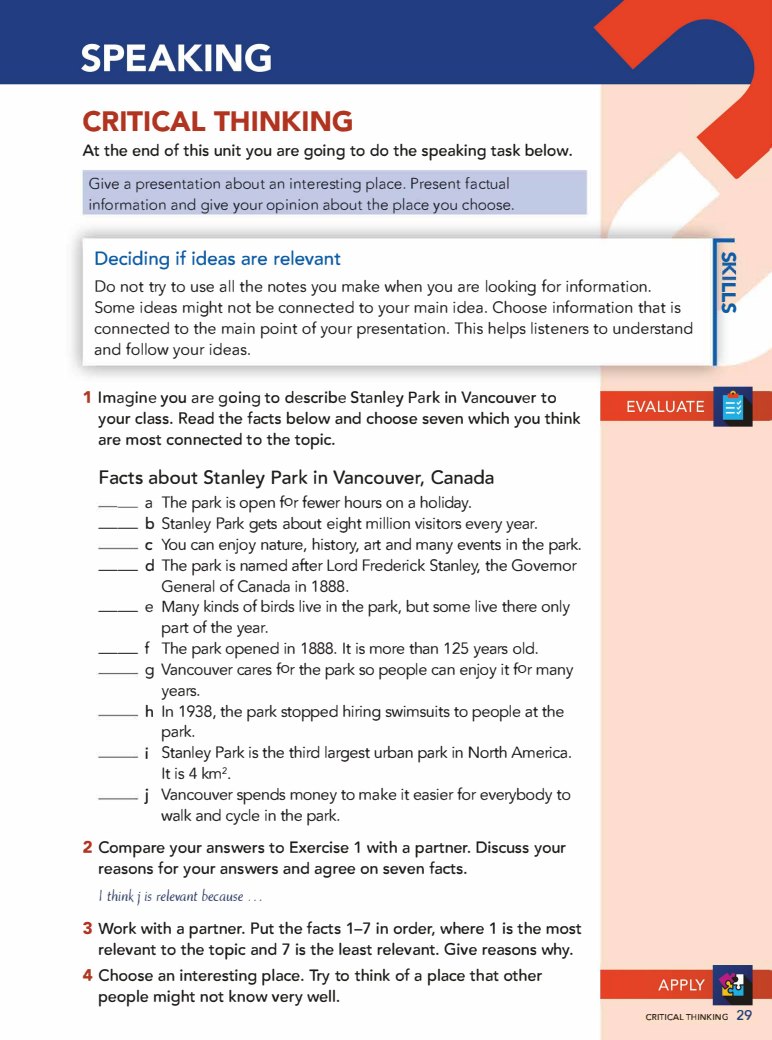 SPEAKING
CRITICAL THINKING
At the end of this unit you are going to do the speaking task below.
Give a presentation about an interesting place. Present factual
information and give your opinion about the place you choose.
Deciding if ideas are relevant
Do not try to use all the notes you make when you are looking for information.
Some ideas might not be connected to your main idea. Choose information that is
connected to the main point of your presentation. This helps listeners to understand
and follow your ideas.
SKILLS
1 Imagine you are going to describe Stanley Park in Vancouver to
your class. Read the facts below and choose seven which you think
are most connected to the topic.
EVALUATE
Facts about Stanley Park in Vancouver, Canada
_____ a The park is open for fewer hours on a holiday.
_____ b Stanley Park gets about eight million visitors every year.
_____ c You can enjoy nature, history, art and many events in the park.
_____ d The park is named after Lord Frederick Stanley, the Governor
General of Canada in 1888.
_____ e Many kinds of birds live in the park, but some live there only
part of the year.
_____ f The park opened in 1888. It is more than 125 years old.
_____ g Vancouver cares for the park so people can enjoy it for many
years.
_____ h In 1938, the park stopped hiring swimsuits to people at the
park.
_____ i Stanley Park is the third largest urban park in North America.
It is 4 km².
_____ j Vancouver spends money to make it easier for everybody to
walk and cycle in the park.
2 Compare your answers to Exercise 1 with a partner. Discuss your
reasons for your answers and agree on seven facts.
I think j is relevant because …
3 Work with a partner. Put the facts 1–7 in order, where 1 is the most
relevant to the topic and 7 is the least relevant. Give reasons why.
4 Choose an interesting place. Try to think of a place that other
people might not know very well.
APPLY
CRITICAL THINKING 29